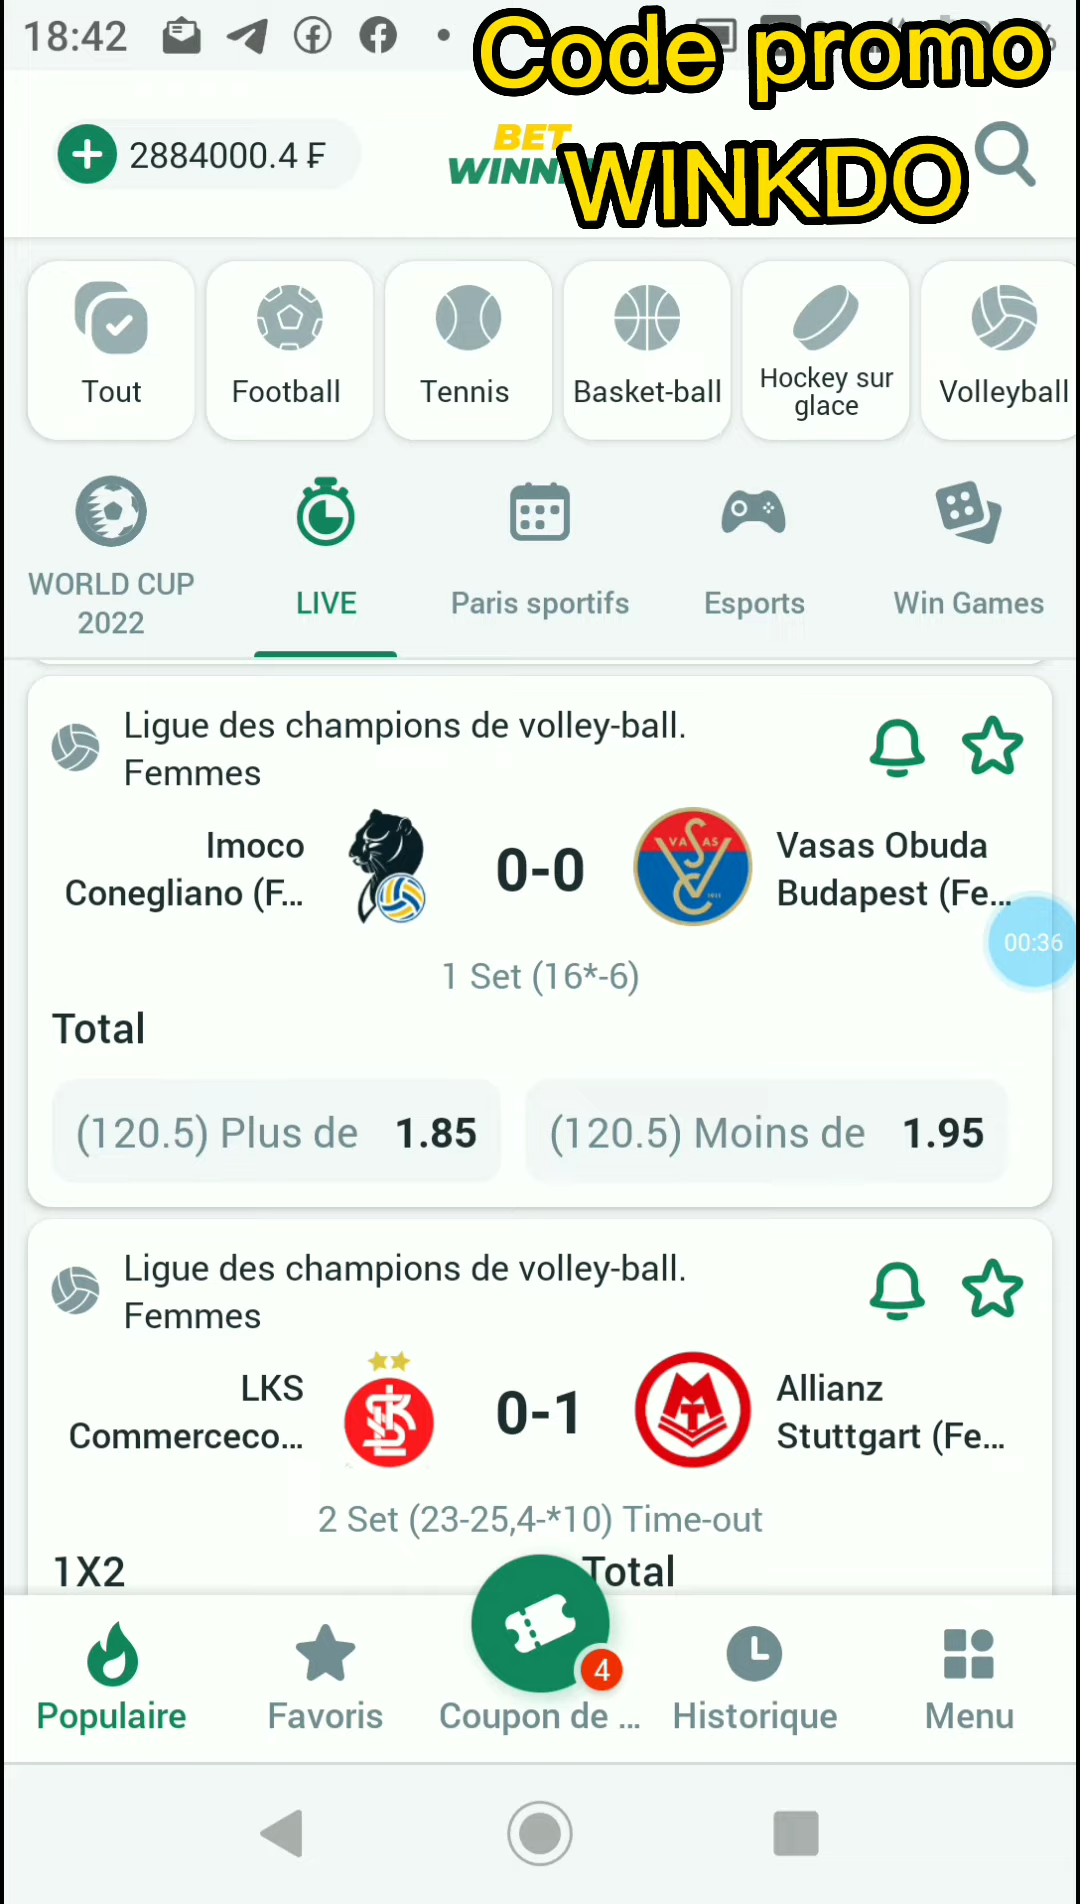 18:42
Code promo
2884000.4 ₣
BET
WINKDO
Tout
Football
Tennis
Basket-ball
Hockey sur
glace
Volleyball
WORLD CUP
2022
LIVE
Paris sportifs
Esports
Win Games
Ligue des champions de volley-ball.
Femmes
Imoco
Conegliano (F...
VASAS
0-0
Vasas Obuda
Budapest (Fe...
00:36
1 Set (16*-6)
Total
(120.5) Plus de 1.85
(120.5) Moins de 1.95
Ligue des champions de volley-ball.
Femmes
LKS
Commerceco...
0-1
Allianz
Stuttgart (Fe...
2 Set (23-25,4-*10) Time-out
1X2
Total
4
Populaire
Favoris
Coupon de ...
Historique
Menu